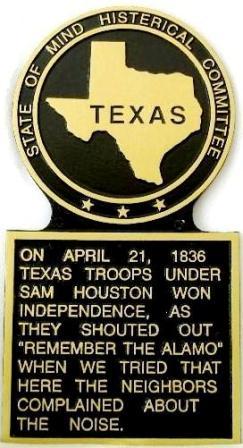 STATE OF MIND HISTERICAL COMMITTEE
TEXAS
ON APRIL 21, 1836
TEXAS TROOPS UNDER
SAM HOUSTON WON
INDEPENDENCE, AS
THEY SHOUTED OUT
"REMEMBER THE ALAMO"
WHEN WE TRIED THAT
HERE THE NEIGHBORS
COMPLAINED ABOUT
THE NOISE.